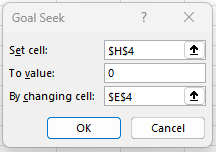 Goal Seek ? ×
Set cell: $H$4
To value: 0
By changing cell: $E$4
OK Cancel